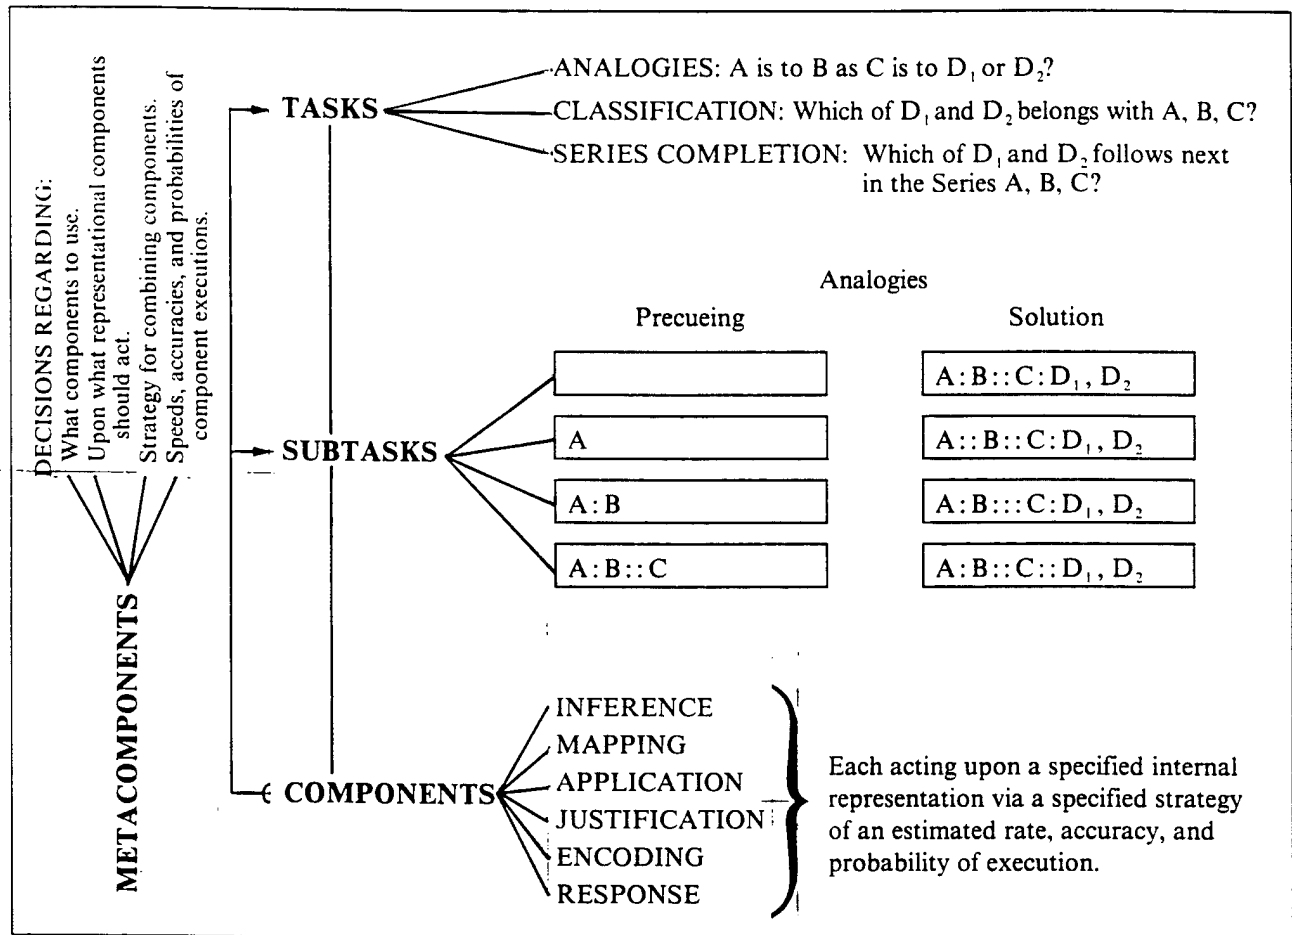 DECISIONS REGARDING:
What components to use.
Upon what representational components
should act.
Strategy for combining components.
Speeds, accuracies, and probabilities of
component executions.
METACOMPONENTS
TASKS
ANALOGIES: A is to B as C is to D₁ or D₂?
CLASSIFICATION: Which of D₁ and D₂ belongs with A, B, C?
SERIES COMPLETION: Which of D₁ and D₂ follows next
in the Series A, B, C?
Analogies
Precueing Solution
A:B::C:D₁, D₂
SUBTASKS
A A::B::C:D₁, D₂
A:B A:B:::C:D₁, D₂
A:B::C A:B::C::D₁, D₂
COMPONENTS
INFERENCE
MAPPING
APPLICATION
JUSTIFICATION
ENCODING
RESPONSE
Each acting upon a specified internal
representation via a specified strategy
of an estimated rate, accuracy, and
probability of execution.